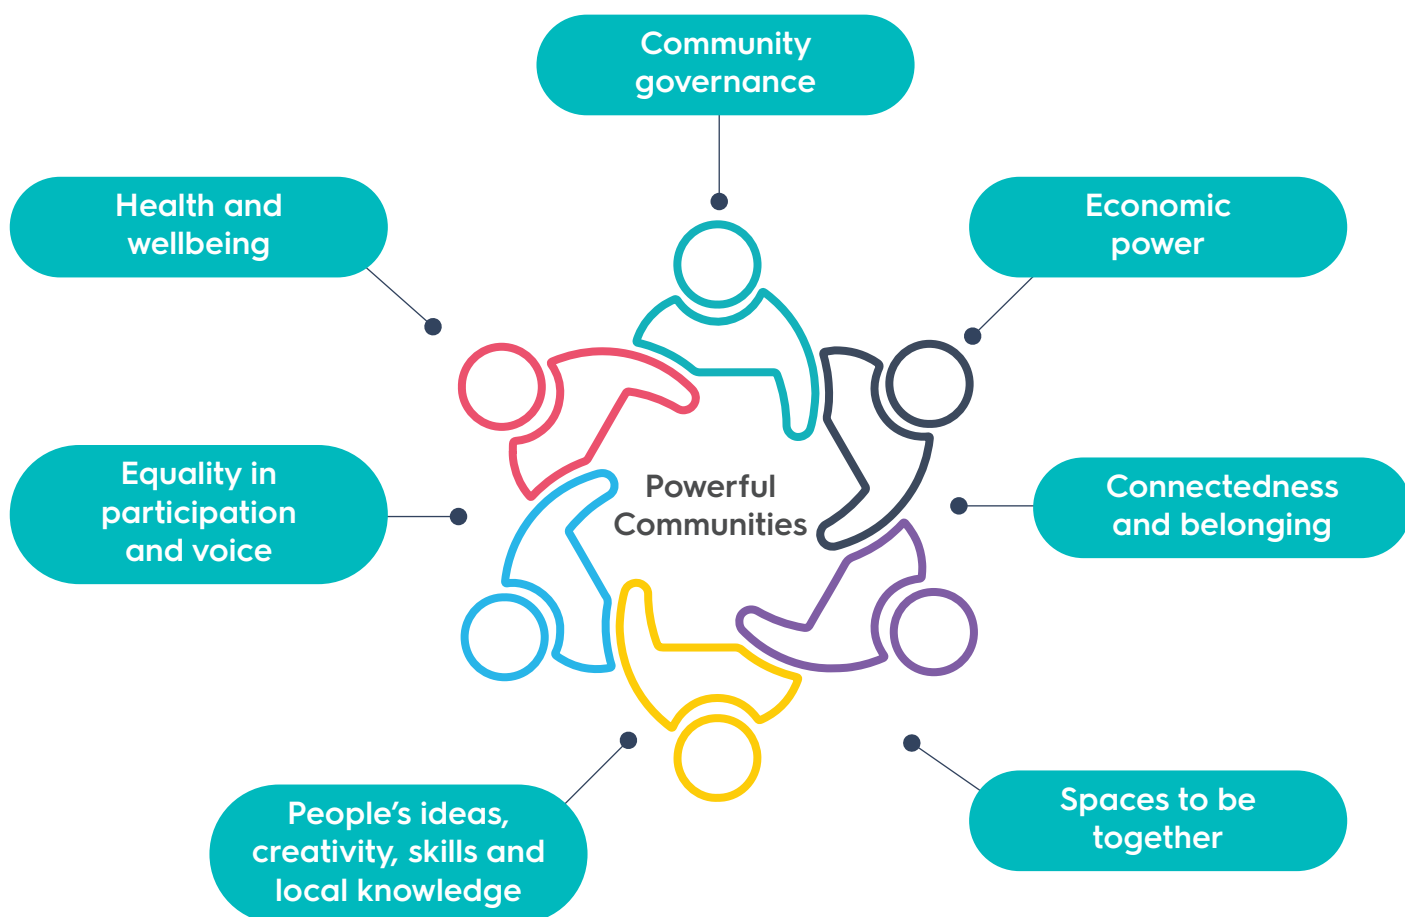 Community
governance
Health and
wellbeing
Economic
power
Equality in
participation
and voice
Powerful
Communities
Connectedness
and belonging
People’s ideas,
creativity, skills and
local knowledge
Spaces to be
together